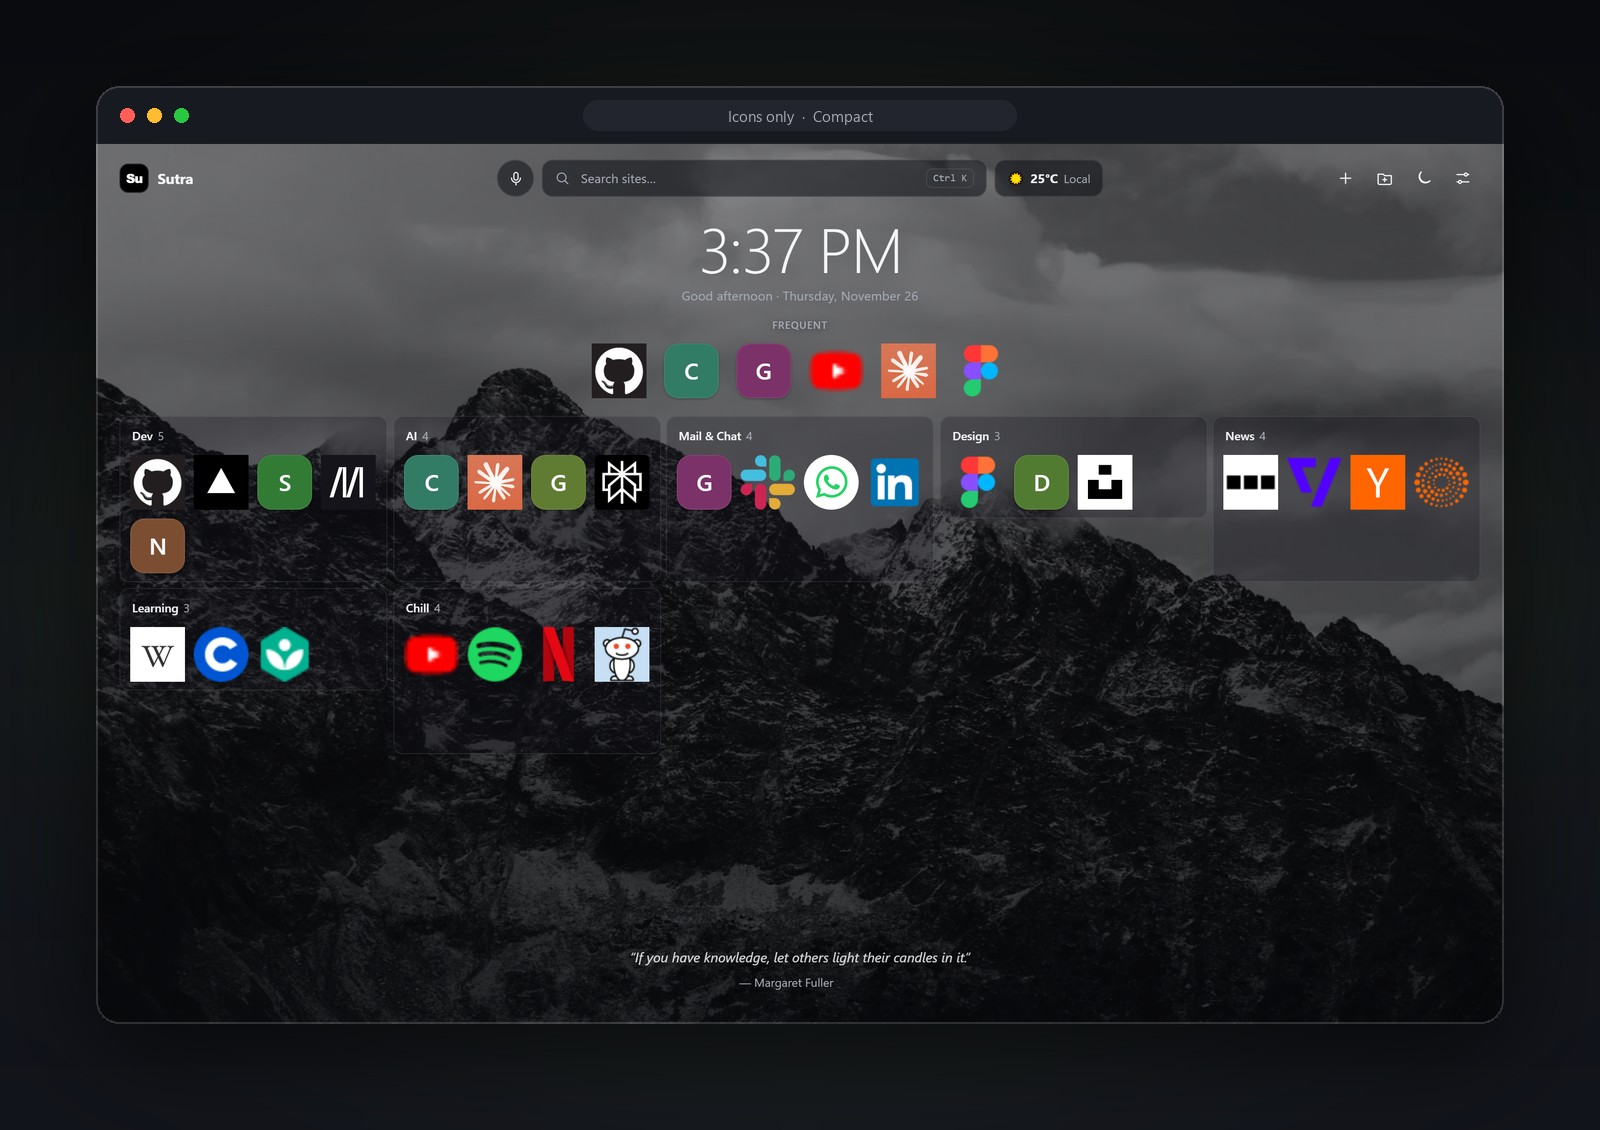 Icons only · Compact
Su Sutra
Search sites... Ctrl K
25°C Local
3:37 PM
Good afternoon · Thursday, November 26
FREQUENT
C G
Dev 5
S
N
AI 4
C G
Mail & Chat 4
G in
Design 3
D
News 4
Y
Learning 3
W C
Chill 4
N
"If you have knowledge, let others light their candles in it."
— Margaret Fuller